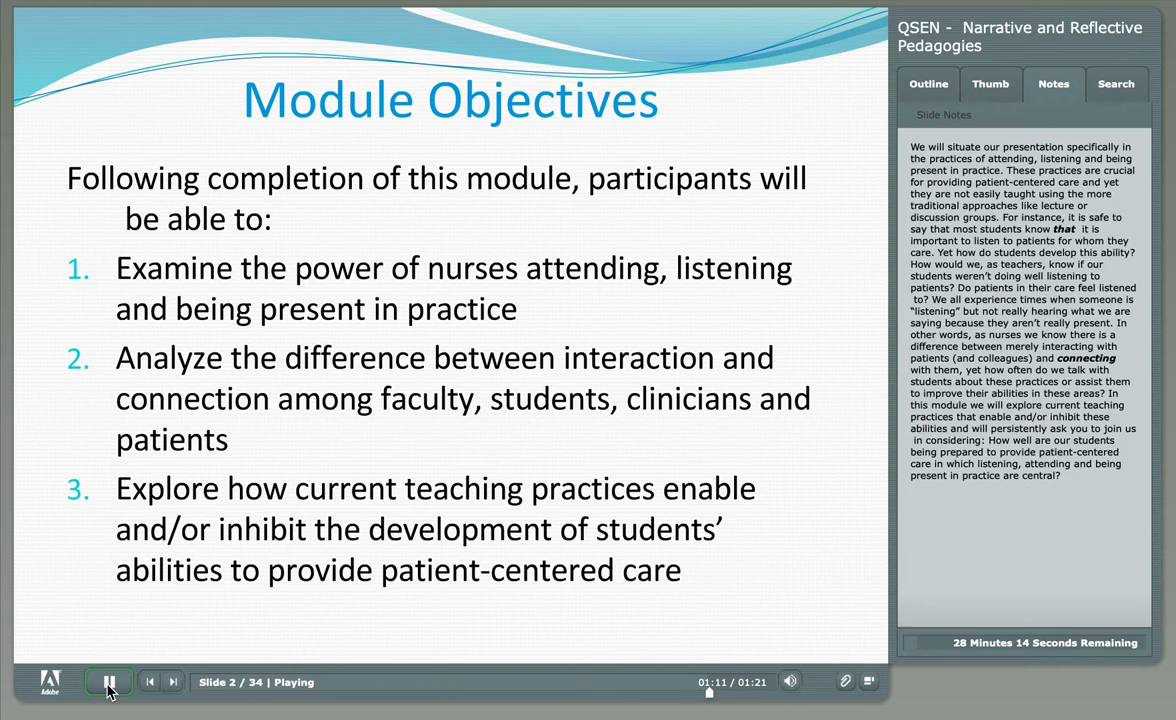 Module Objectives
Following completion of this module, participants will
be able to:
1. Examine the power of nurses attending, listening
and being present in practice
2. Analyze the difference between interaction and
connection among faculty, students, clinicians and
patients
3. Explore how current teaching practices enable
and/or inhibit the development of students’
abilities to provide patient-centered care
QSEN - Narrative and Reflective
Pedagogies
Outline Thumb Notes Search
Slide Notes
We will situate our presentation specifically in
the practices of attending, listening and being
present in practice. These practices are crucial
for providing patient-centered care and yet
they are not easily taught using the more
traditional approaches like lecture or
discussion groups. For instance, it is safe to
say that most students know that it is
important to listen to patients for whom they
care. Yet how do students develop this ability?
How would we, as teachers, know if our
students weren’t doing well listening to
patients? Do patients in their care feel listened
to? We all experience times when someone is
“listening” but not really hearing what we are
saying because they aren’t really present. In
other words, as nurses we know there is a
difference between merely interacting with
patients (and colleagues) and connecting
with them, yet how often do we talk with
students about these practices or assist them
to improve their abilities in these areas? In
this module we will explore current teaching
practices that enable and/or inhibit these
abilities and will persistently ask you to join us
in considering: How well are our students
being prepared to provide patient-centered
care in which listening, attending and being
present in practice are central?
28 Minutes 14 Seconds Remaining
Adobe
Slide 2 / 34 | Playing
01:11 / 01:21